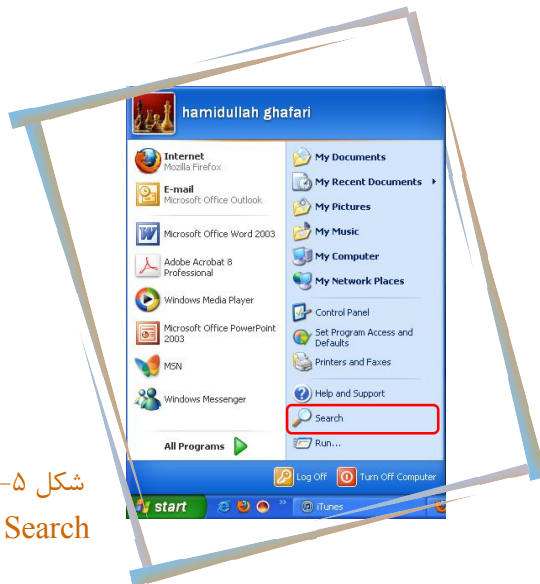 hamidullah ghafari
Internet
Mozilla Firefox
E-mail
Microsoft Office Outlook
Microsoft Office Word 2003
Adobe Acrobat 8
Professional
Windows Media Player
Microsoft Office PowerPoint
2003
MSN
Windows Messenger
All Programs
My Documents
My Recent Documents
My Pictures
My Music
My Computer
My Network Places
Control Panel
Set Program Access and
Defaults
Printers and Faxes
Help and Support
Search
Run...
Log Off
Turn Off Computer
start
iTunes
شکل ۵-
Search